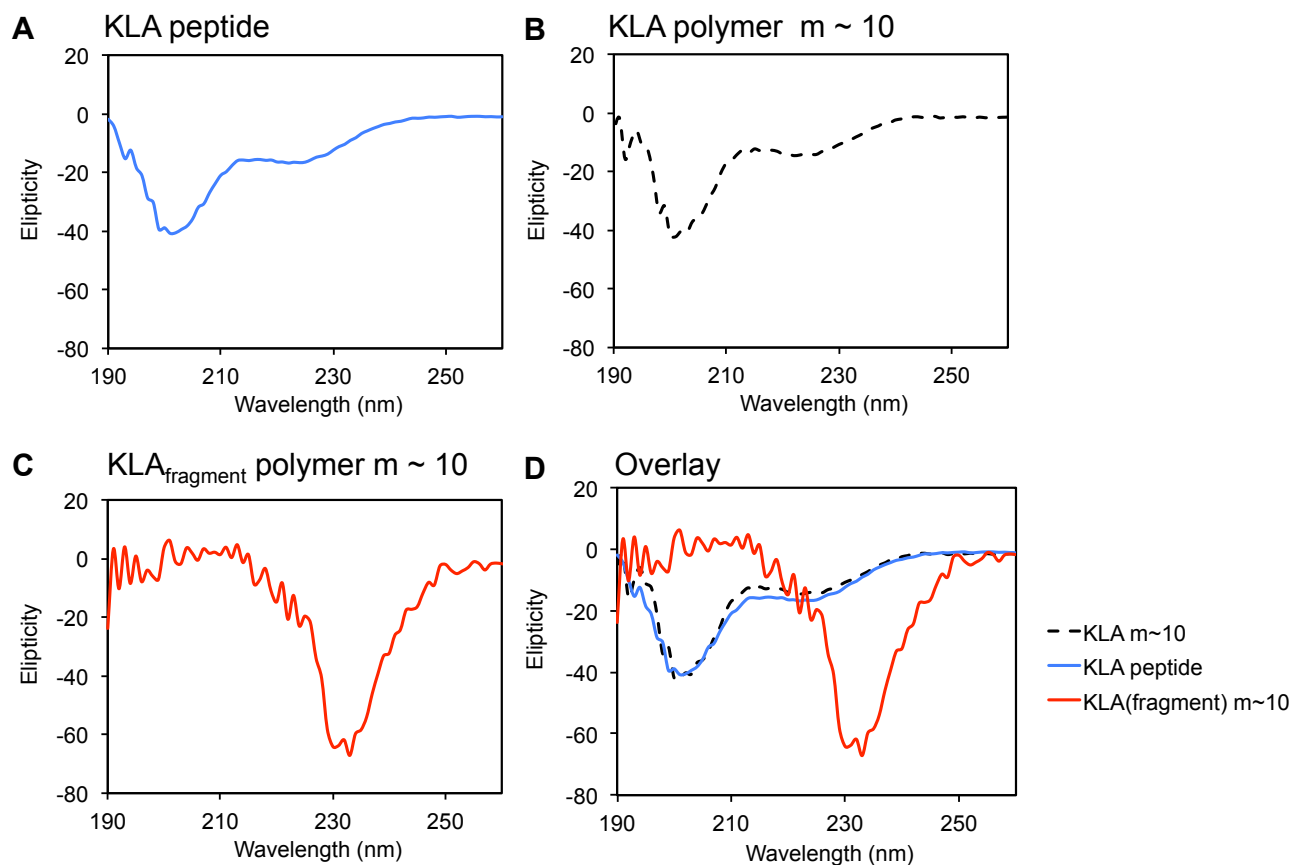 A KLA peptide
20
0
-20
-40
-60
-80
Elipticity
190 210 230 250
Wavelength (nm)
B KLA polymer m ~ 10
20
0
-20
-40
-60
-80
Elipticity
190 210 230 250
Wavelength (nm)
C KLAfragment polymer m ~ 10
20
0
-20
-40
-60
-80
Elipticity
190 210 230 250
Wavelength (nm)
D Overlay
20
0
-20
-40
-60
-80
Elipticity
190 210 230 250
Wavelength (nm)
KLA m~10
KLA peptide
KLA(fragment) m~10